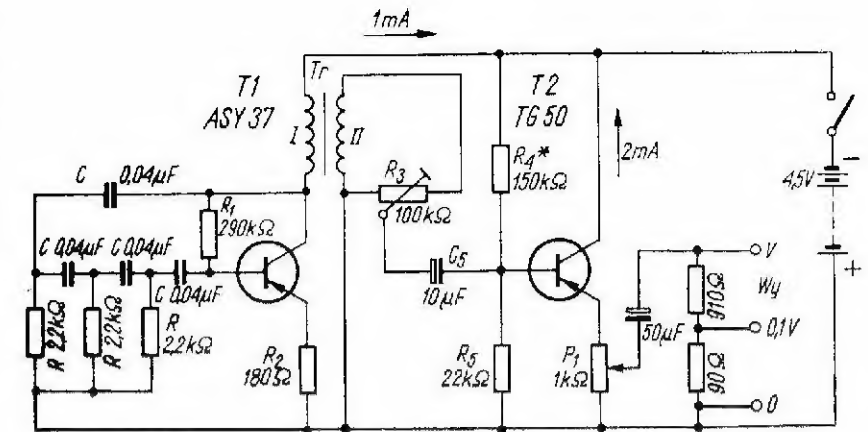 1mA
T1
ASY 37
Tr
I
II
T2
TG 50
2mA
C 0,04µF
R1
290kΩ
R3
100kΩ
R4*
150kΩ
4,5V
−
+
C 0,04µF
C 0,04µF
C 0,04µF
C5
10µF
R 2,2kΩ
R 2,2kΩ
R
2,2kΩ
R2
180Ω
R5
22kΩ
P1
1kΩ
50µF
910Ω
90Ω
V
Wy
0,1V
0